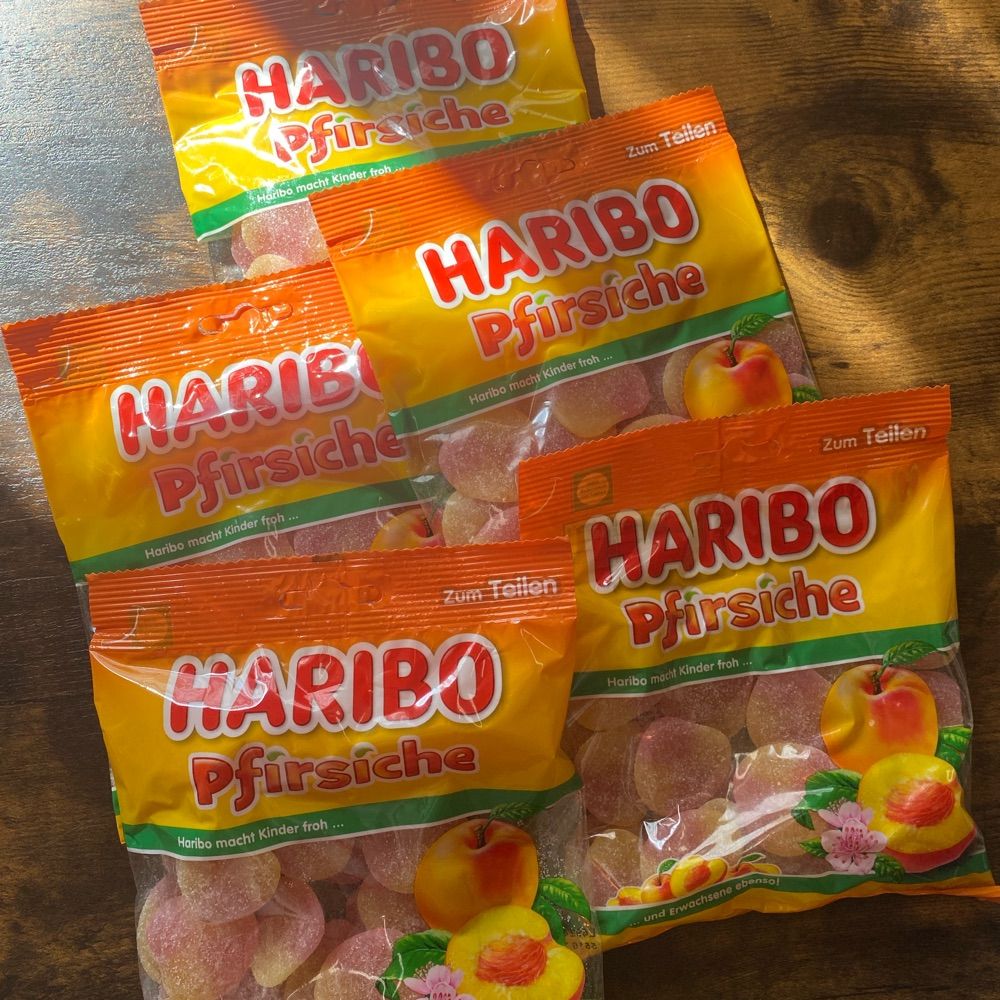 HARIBO
Pfirsiche
Haribo macht Kinder froh ...
Zum Teilen
HARIBO
Pfirsiche
Haribo macht Kinder froh ...
HARIBO
Pfirsiche
Haribo macht Kinder froh ...
Zum Teilen
HARIBO
Pfirsiche
Haribo macht Kinder froh ...
... und Erwachsene ebenso!
Zum Teilen
HARIBO
Pfirsiche
Haribo macht Kinder froh ...